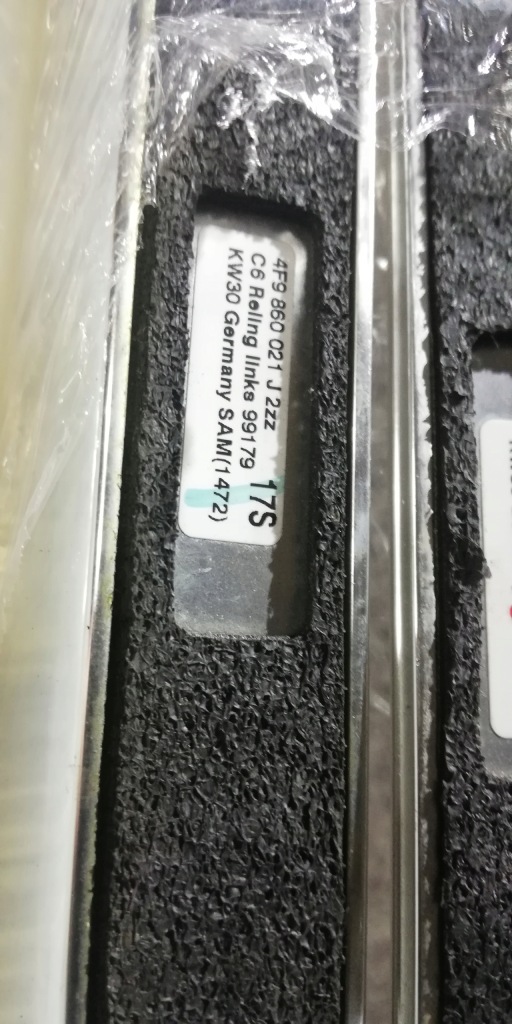 4F9 860 021 J 2zz
C6 Reling links 99179
KW30 Germany SAM(1472)
17S